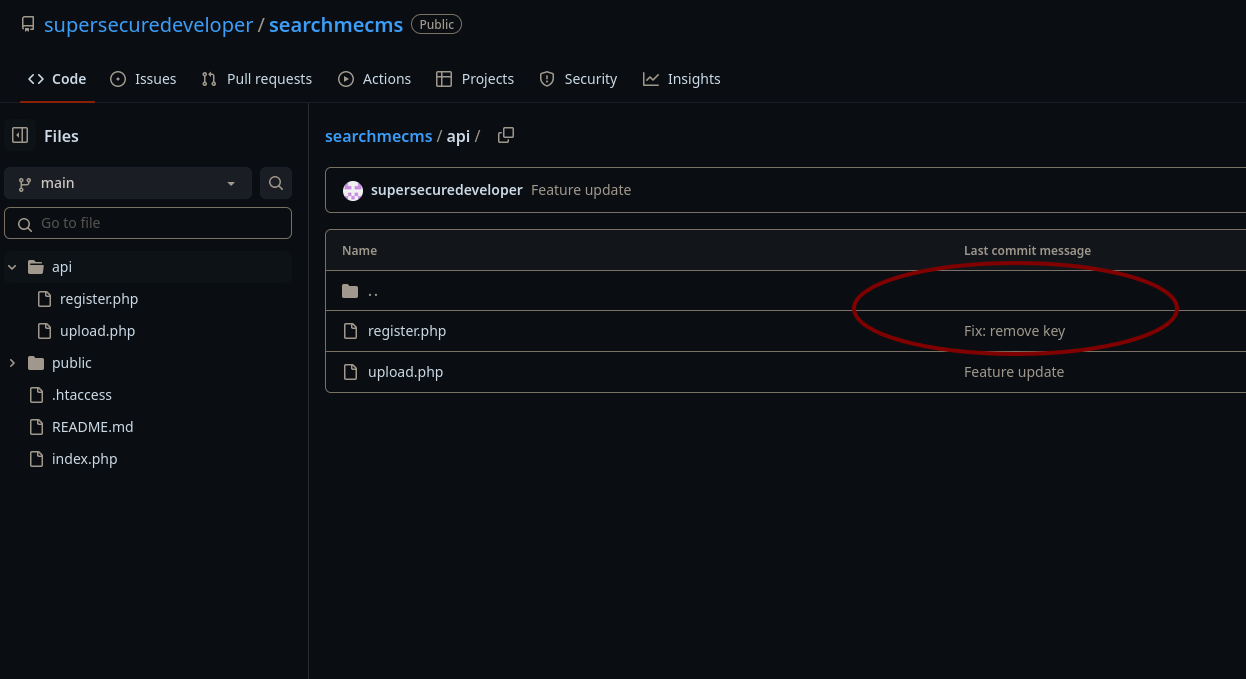 supersecuredeveloper / searchmecms Public
Code Issues Pull requests Actions Projects Security Insights
Files
main
Go to file
api
register.php
upload.php
public
.htaccess
README.md
index.php
searchmecms / api /
supersecuredeveloper Feature update
Name Last commit message
..
register.php Fix: remove key
upload.php Feature update